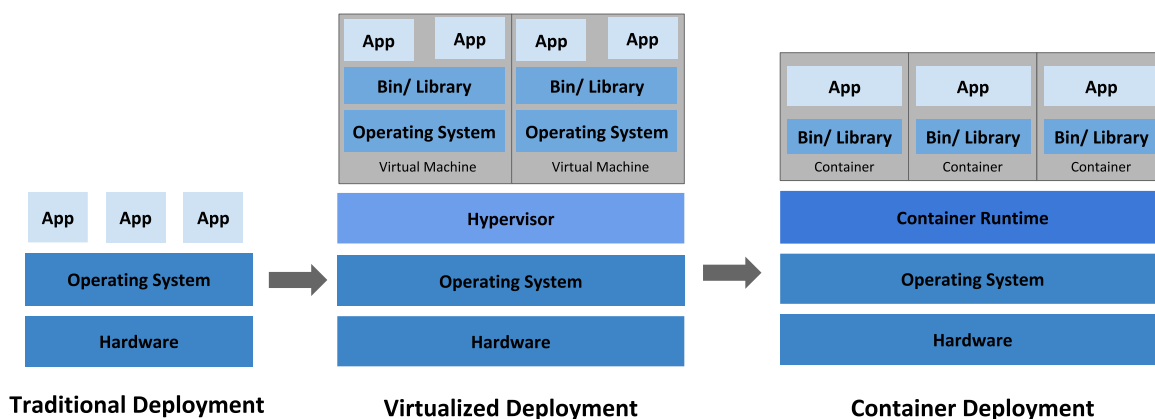 App
App
App
Operating System
Hardware
Traditional Deployment
App
App
Bin/ Library
Operating System
Virtual Machine
App
App
Bin/ Library
Operating System
Virtual Machine
Hypervisor
Operating System
Hardware
Virtualized Deployment
App
Bin/ Library
Container
App
Bin/ Library
Container
App
Bin/ Library
Container
Container Runtime
Operating System
Hardware
Container Deployment